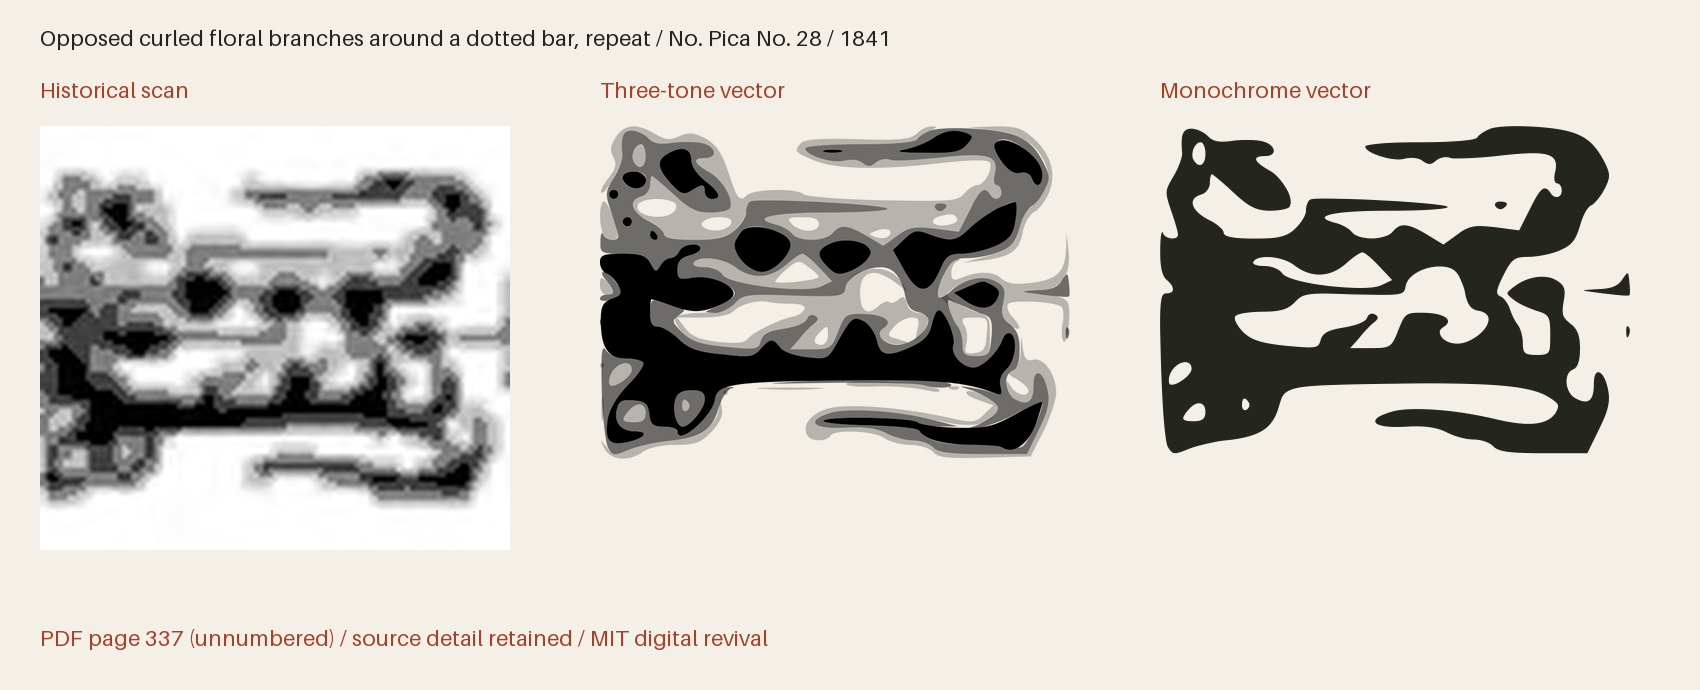 Opposed curled floral branches around a dotted bar, repeat / No. Pica No. 28 / 1841
Historical scan
Three-tone vector
Monochrome vector
PDF page 337 (unnumbered) / source detail retained / MIT digital revival